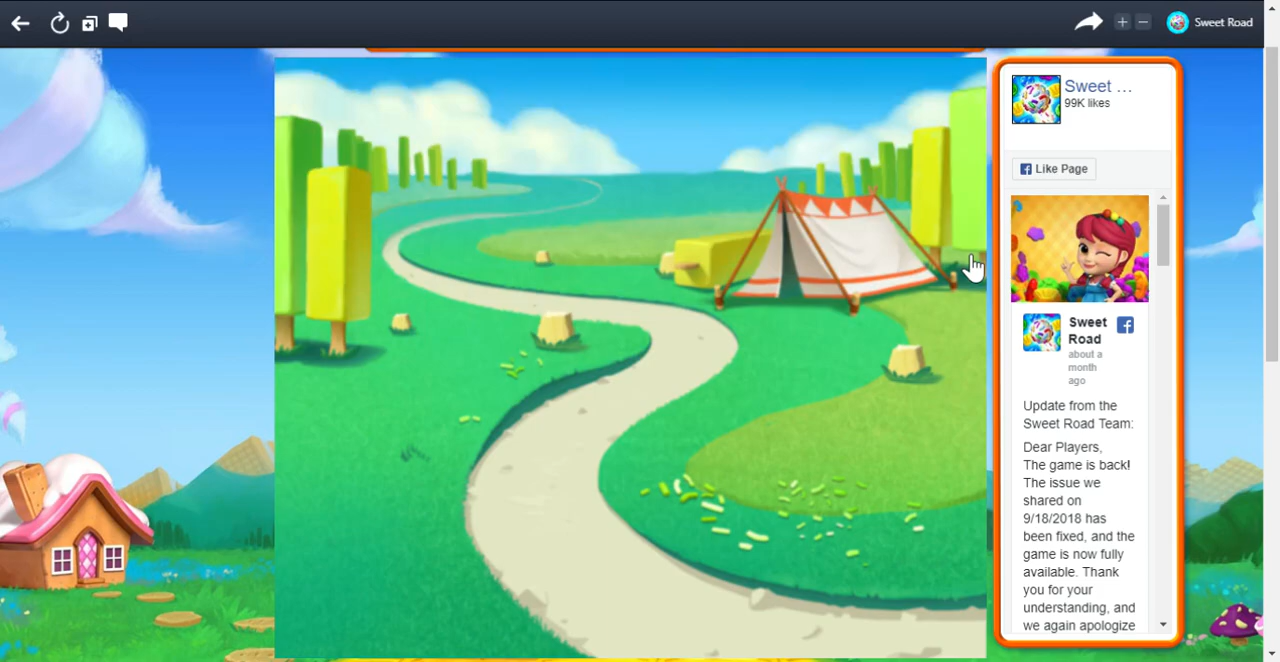 Sweet Road
Sweet ...
99K likes
Like Page
Sweet
Road
about a
month
ago
Update from the
Sweet Road Team:
Dear Players,
The game is back!
The issue we
shared on
9/18/2018 has
been fixed, and the
game is now fully
available. Thank
you for your
understanding, and
we again apologize